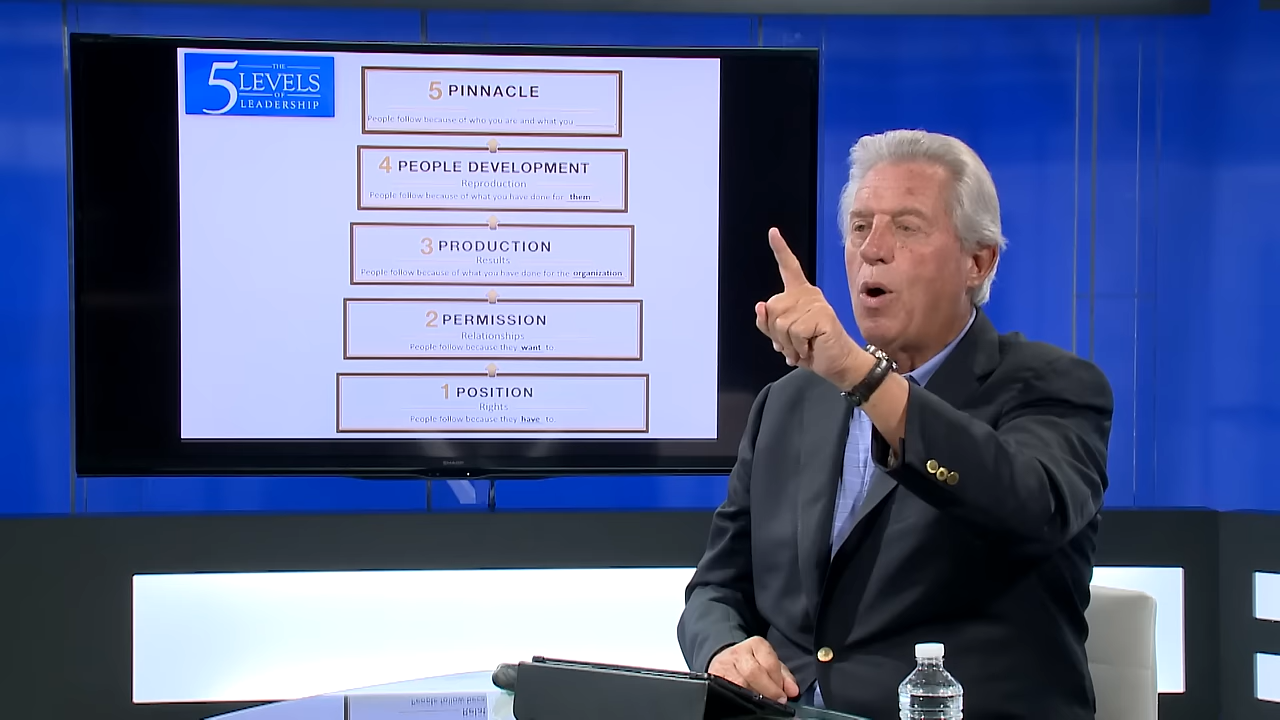 THE
5 LEVELS
OF
LEADERSHIP
5 PINNACLE
People follow because of who you are and what you ______
4 PEOPLE DEVELOPMENT
Reproduction
People follow because of what you have done for them
3 PRODUCTION
Results
People follow because of what you have done for the organization
2 PERMISSION
Relationships
People follow because they want to
1 POSITION
Rights
People follow because they have to
SHARP